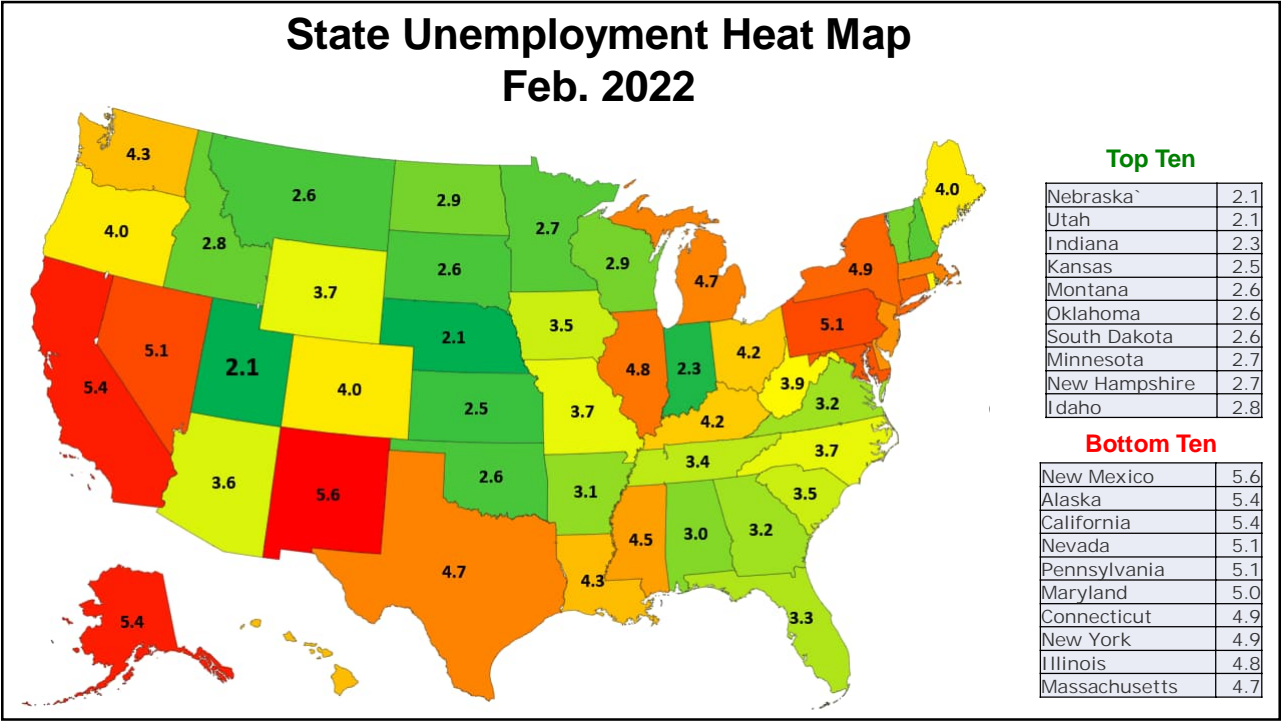 State Unemployment Heat Map
Feb. 2022
4.3
2.6
2.9
2.7
4.0
4.0
2.8
2.6
2.9
4.7
4.9
3.7
3.5
5.1
5.1
2.1
2.1
4.8
2.3
4.2
3.9
5.4
4.0
2.5
3.7
4.2
3.2
3.6
5.6
2.6
3.1
3.4
3.7
3.5
4.5
3.0
3.2
4.7
4.3
3.3
5.4
Top Ten
Nebraska` 2.1
Utah 2.1
Indiana 2.3
Kansas 2.5
Montana 2.6
Oklahoma 2.6
South Dakota 2.6
Minnesota 2.7
New Hampshire 2.7
Idaho 2.8
Bottom Ten
New Mexico 5.6
Alaska 5.4
California 5.4
Nevada 5.1
Pennsylvania 5.1
Maryland 5.0
Connecticut 4.9
New York 4.9
Illinois 4.8
Massachusetts 4.7